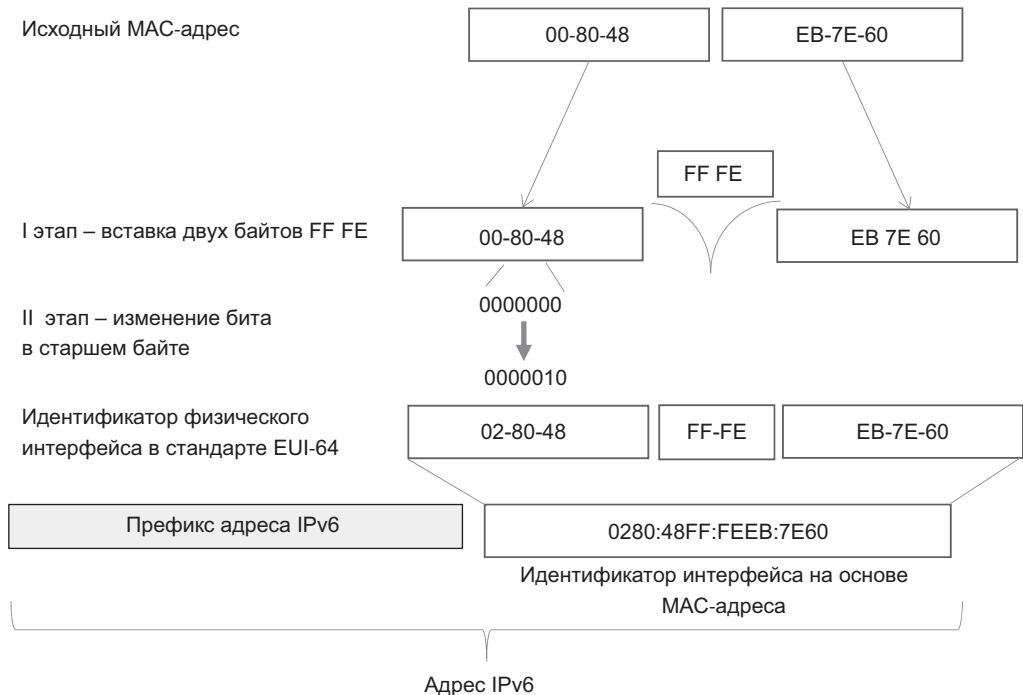 Исходный MAC-адрес
00-80-48
EB-7E-60
FF FE
I этап – вставка двух байтов FF FE
00-80-48
EB 7E 60
0000000
II этап – изменение бита
в старшем байте
0000010
Идентификатор физического
интерфейса в стандарте EUI-64
02-80-48
FF-FE
EB-7E-60
Префикс адреса IPv6
0280:48FF:FEEB:7E60
Идентификатор интерфейса на основе
MAC-адреса
Адрес IPv6